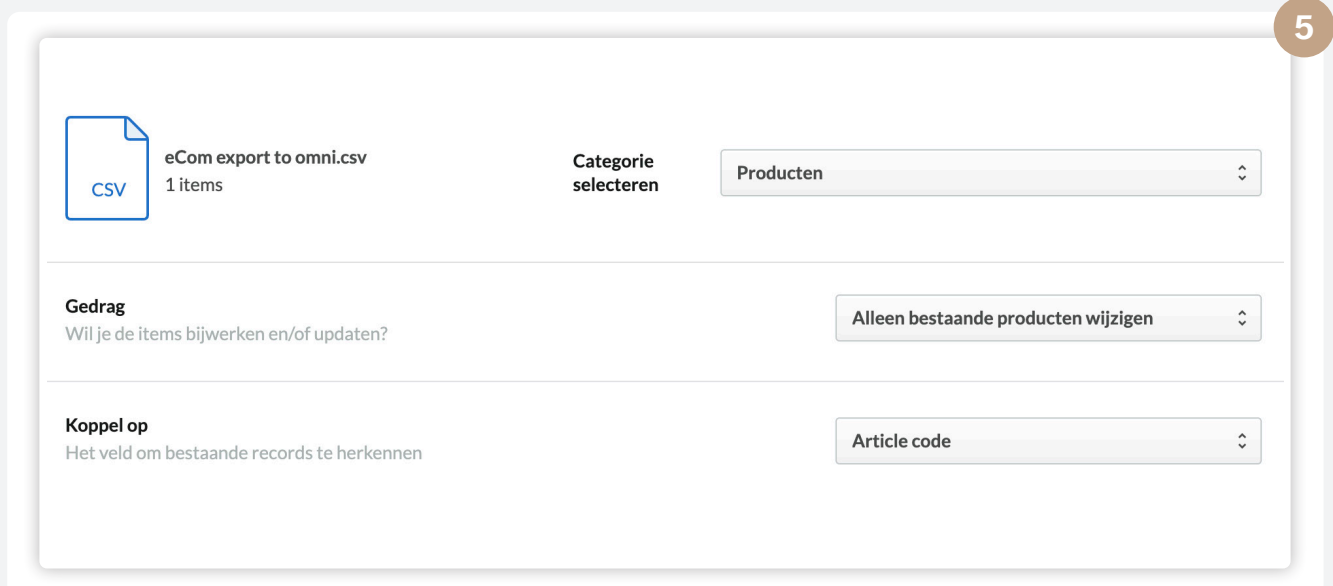 5
CSV
eCom export to omni.csv
1 items
Categorie
selecteren
Producten
Gedrag
Wil je de items bijwerken en/of updaten?
Alleen bestaande producten wijzigen
Koppel op
Het veld om bestaande records te herkennen
Article code